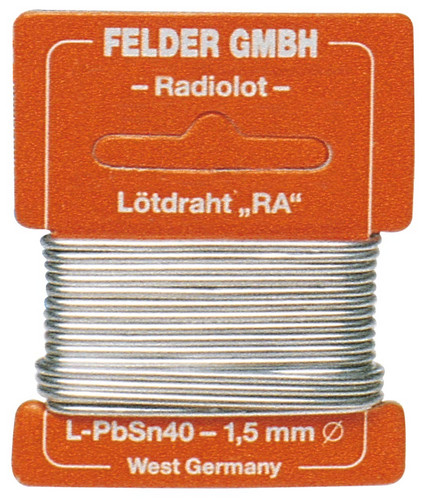 FELDER GMBH
– Radiolot –
Lötdraht „RA“
L-PbSn40 – 1,5 mm ⌀
West Germany